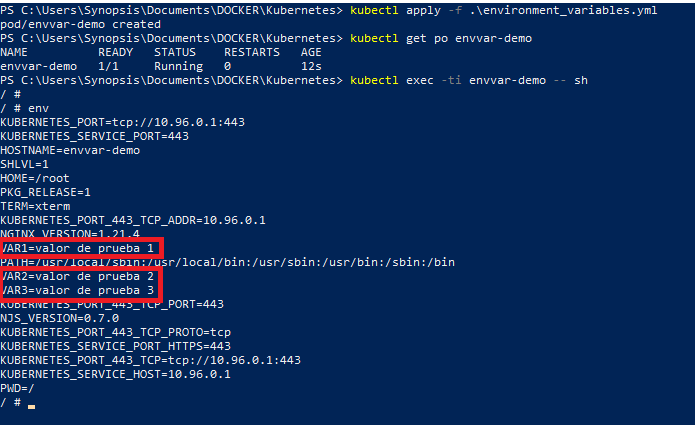 PS C:\Users\Synopsis\Documents\DOCKER\Kubernetes> kubectl apply -f .\environment_variables.yml
pod/envvar-demo created
PS C:\Users\Synopsis\Documents\DOCKER\Kubernetes> kubectl get po envvar-demo
NAME READY STATUS RESTARTS AGE
envvar-demo 1/1 Running 0 12s
PS C:\Users\Synopsis\Documents\DOCKER\Kubernetes> kubectl exec -ti envvar-demo -- sh
/ #
/ # env
KUBERNETES_PORT=tcp://10.96.0.1:443
KUBERNETES_SERVICE_PORT=443
HOSTNAME=envvar-demo
SHLVL=1
HOME=/root
PKG_RELEASE=1
TERM=xterm
KUBERNETES_PORT_443_TCP_ADDR=10.96.0.1
NGINX_VERSION=1.21.4
VAR1=valor de prueba 1
PATH=/usr/local/sbin:/usr/local/bin:/usr/sbin:/usr/bin:/sbin:/bin
VAR2=valor de prueba 2
VAR3=valor de prueba 3
KUBERNETES_PORT_443_TCP_PORT=443
NJS_VERSION=0.7.0
KUBERNETES_PORT_443_TCP_PROTO=tcp
KUBERNETES_SERVICE_PORT_HTTPS=443
KUBERNETES_PORT_443_TCP=tcp://10.96.0.1:443
KUBERNETES_SERVICE_HOST=10.96.0.1
PWD=/
/ #